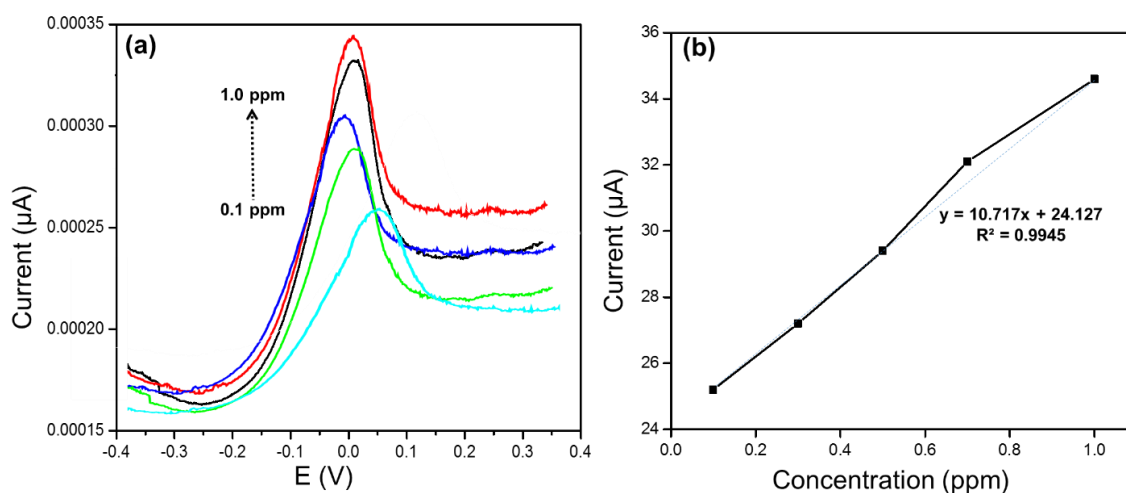 (a)
0.00035
0.00030
0.00025
0.00020
0.00015
Current (µA)
1.0 ppm
0.1 ppm
-0.4 -0.3 -0.2 -0.1 0.0 0.1 0.2 0.3 0.4
E (V)
(b)
36
34
32
30
28
26
24
Current (µA)
y = 10.717x + 24.127
R² = 0.9945
0.0 0.2 0.4 0.6 0.8 1.0
Concentration (ppm)